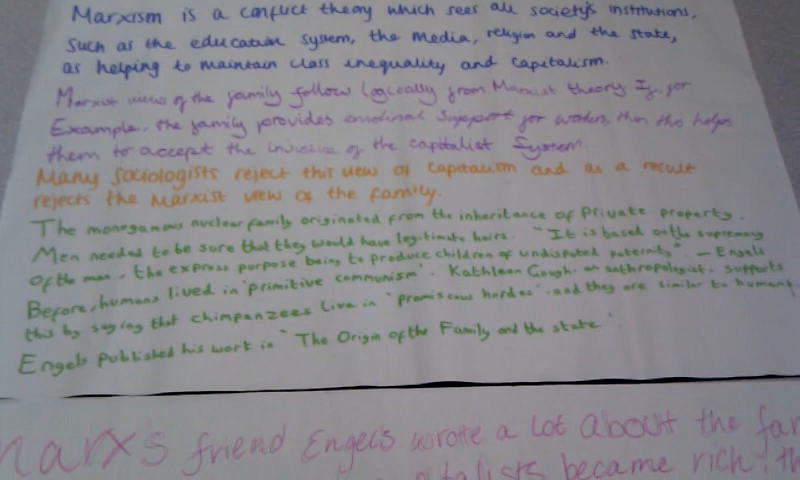 Marxism is a conflict theory which sees all society's institutions,
Such as the education system, the media, religion and the state,
as helping to maintain class inequality and capitalism.
Marxist view of the family follow logically from Marxist theory. If, for
Example, the family provides emotional support for workers, then this helps
them to accept the injustice of the capitalist System.
Many Sociologists reject this view of capitalism and as a result
rejects the Marxist view of the family.
The monogamous nuclear family originated from the inheritance of Private property.
Men needed to be sure that they would have legitimate heirs. "It is based on the supremacy
of the man, the express purpose being to produce children of undisputed paternity". - Engels
Before, humans lived in 'primitive communism'. Kathleen Gough, an anthropologist, supports
this by saying that chimpanzees live in "promiscous hordes" and they are similar to humans.
Engels published his work in "The Origin of the Family and the state".
Marxs friend Engels wrote a lot about the fam
italists became rich, th